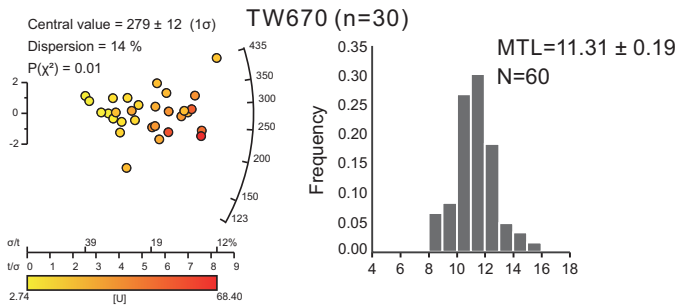 TW670 (n=30)
Central value = 279 ± 12 (1σ)
Dispersion = 14 %
P(χ²) = 0.01
435
350
300
250
200
150
123
2
0
-2
σ/t 39 19 12%
t/σ 0 1 2 3 4 5 6 7 8 9
2.74 [U] 68.40
MTL=11.31 ± 0.19
N=60
Frequency
0.35
0.30
0.25
0.20
0.15
0.10
0.05
0.00
4 6 8 10 12 14 16 18